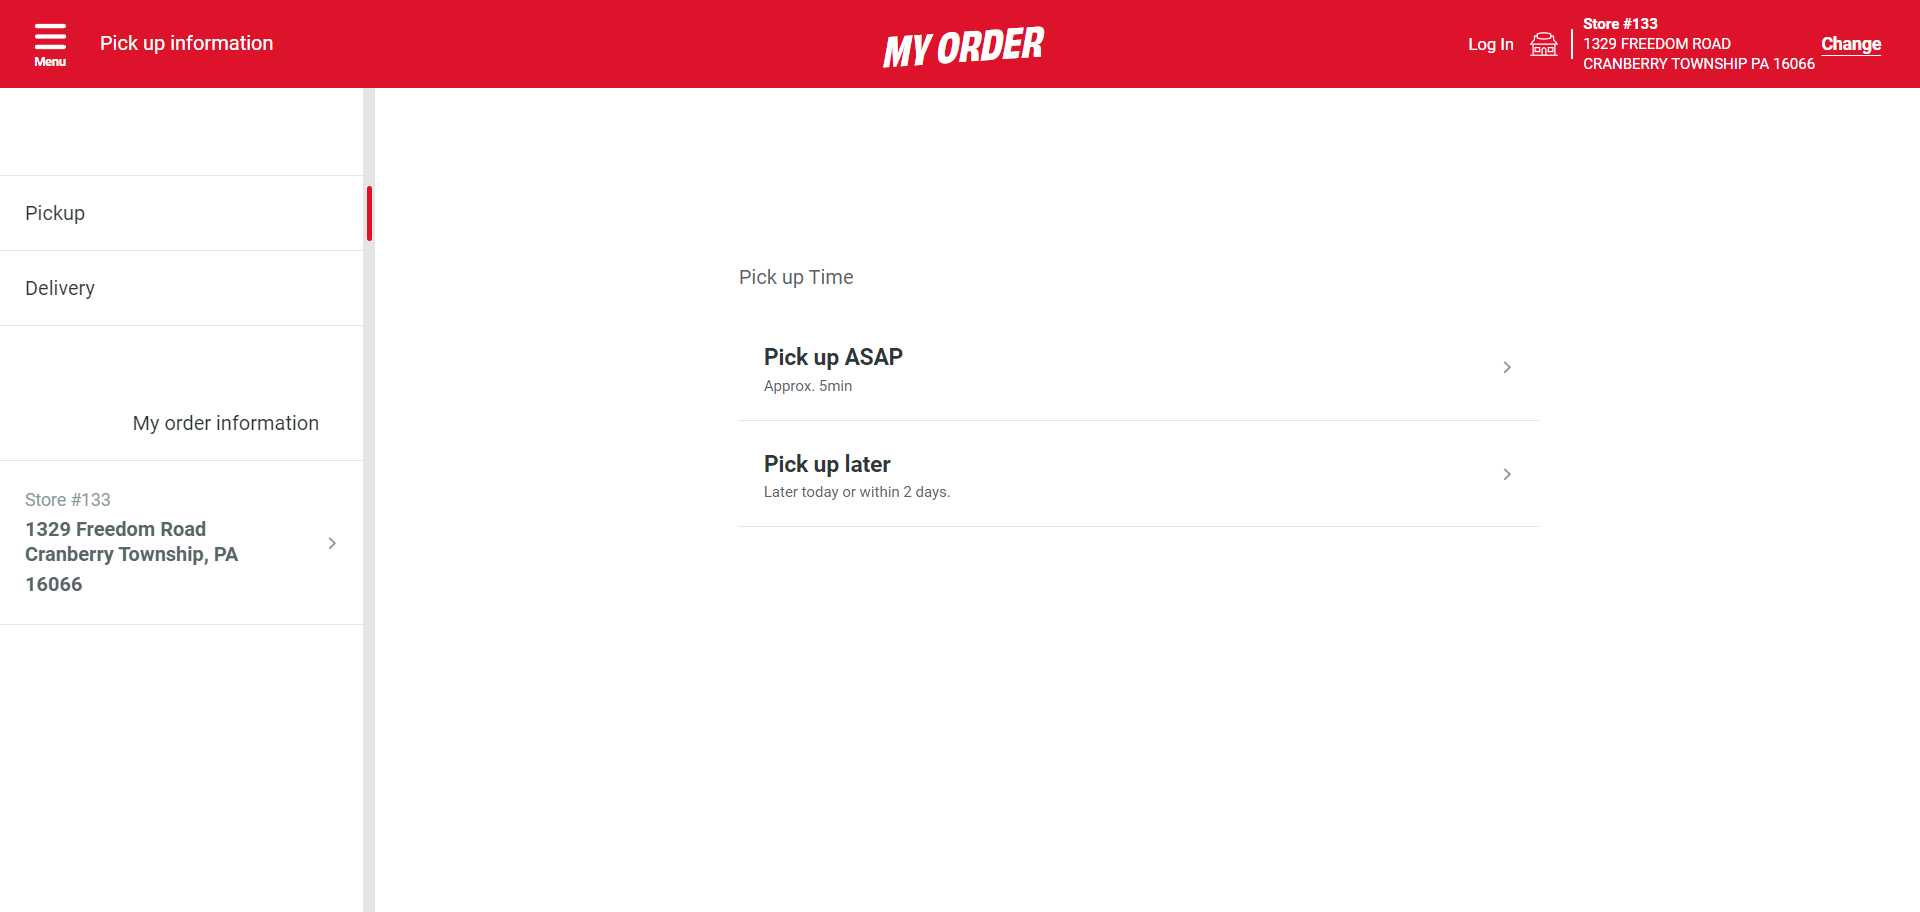 Menu
Pick up information
MY ORDER
Log In
Store #133
1329 FREEDOM ROAD
CRANBERRY TOWNSHIP PA 16066
Change
Pickup
Delivery
My order information
Store #133
1329 Freedom Road
Cranberry Township, PA
16066
Pick up Time
Pick up ASAP
Approx. 5min
Pick up later
Later today or within 2 days.